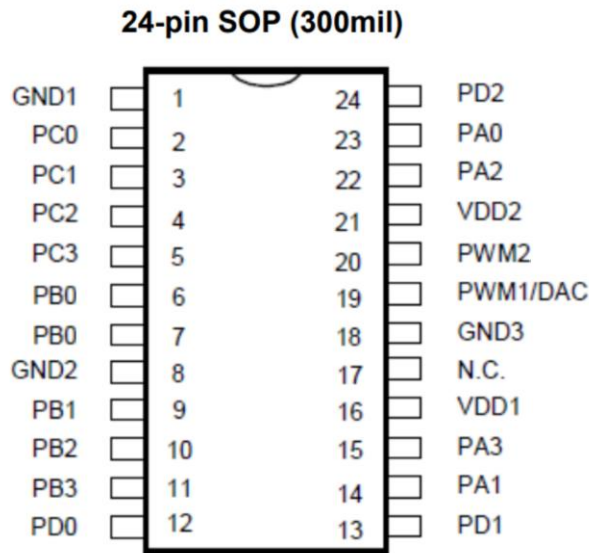 24-pin SOP (300mil)
GND1 1 24 PD2
PC0 2 23 PA0
PC1 3 22 PA2
PC2 4 21 VDD2
PC3 5 20 PWM2
PB0 6 19 PWM1/DAC
PB0 7 18 GND3
GND2 8 17 N.C.
PB1 9 16 VDD1
PB2 10 15 PA3
PB3 11 14 PA1
PD0 12 13 PD1